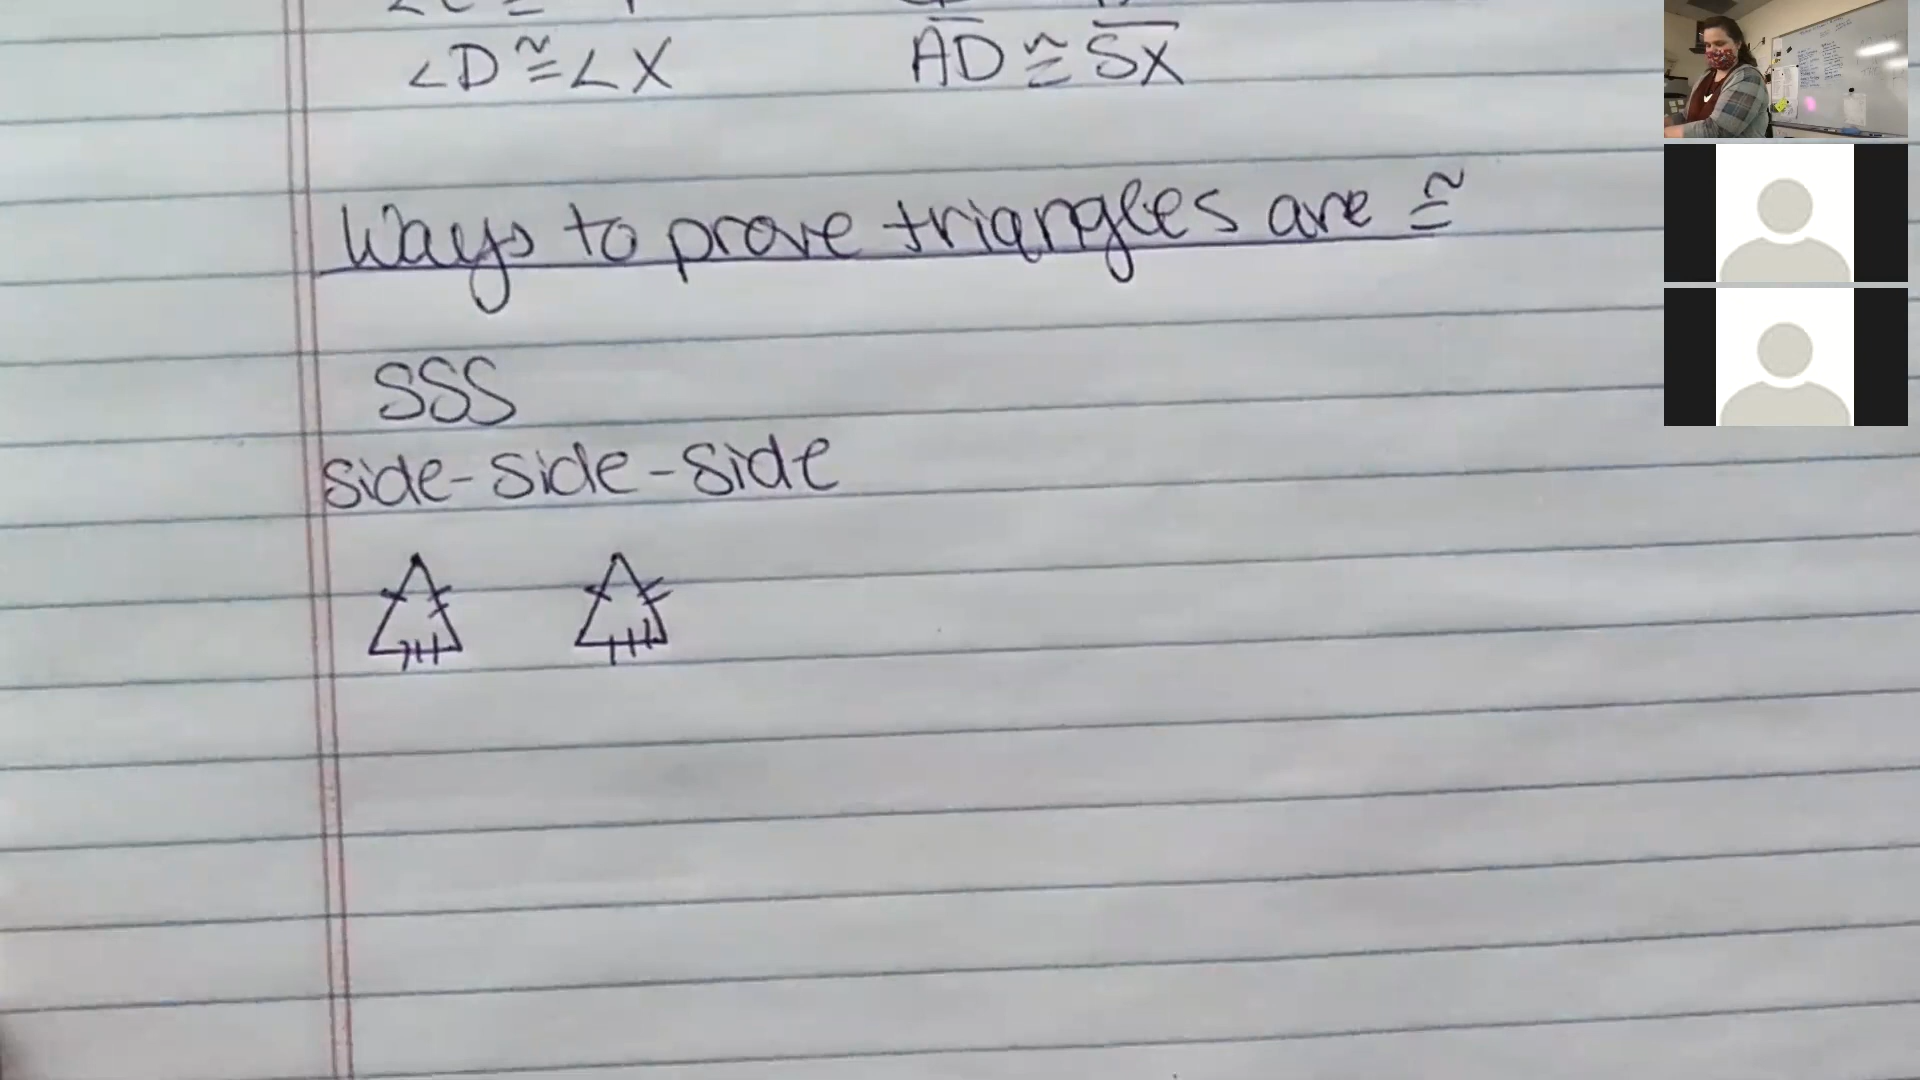 ∠D ≅ ∠X AD ≅ SX
Ways to prove triangles are ≅
SSS
side-side-side